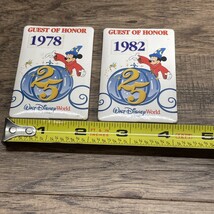 GUEST OF HONOR
1978
25
Walt Disney World
GUEST OF HONOR
1982
25
Walt Disney World
1 2 3 4 5